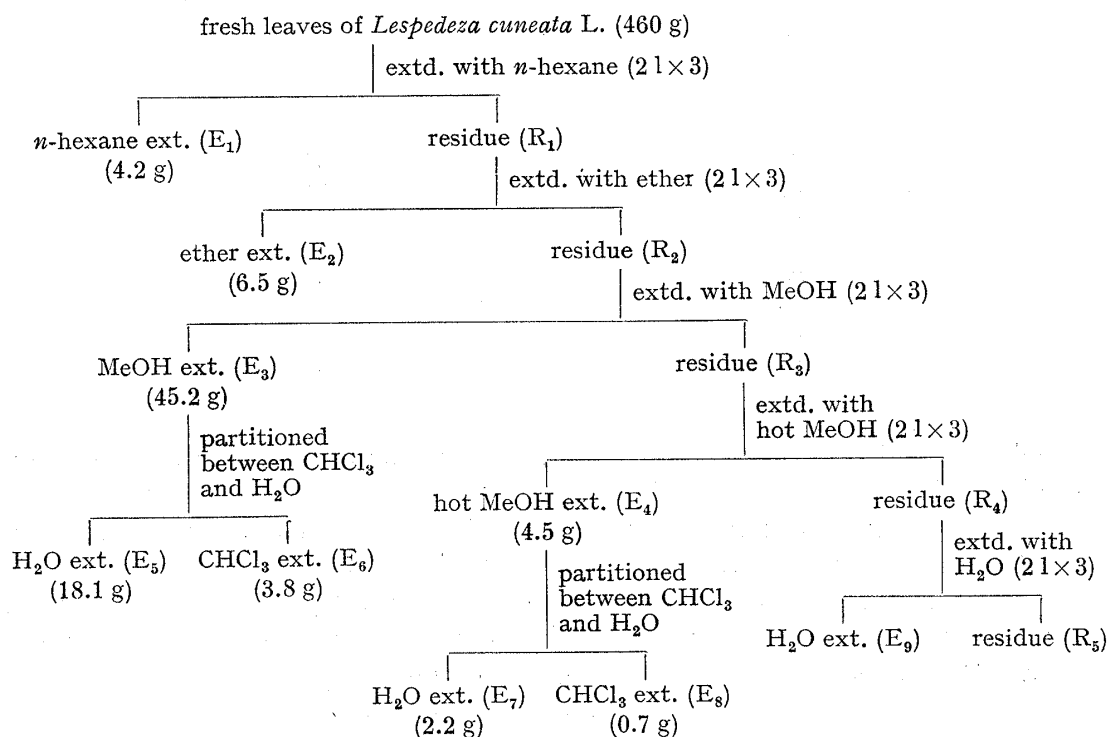 fresh leaves of Lespedeza cuneata L. (460 g)
extd. with n-hexane (2 l×3)
n-hexane ext. (E₁)
(4.2 g)
residue (R₁)
extd. with ether (2 l×3)
ether ext. (E₂)
(6.5 g)
residue (R₂)
extd. with MeOH (2 l×3)
MeOH ext. (E₃)
(45.2 g)
residue (R₃)
partitioned
between CHCl₃
and H₂O
extd. with
hot MeOH (2 l×3)
H₂O ext. (E₅)
(18.1 g)
CHCl₃ ext. (E₆)
(3.8 g)
hot MeOH ext. (E₄)
(4.5 g)
residue (R₄)
partitioned
between CHCl₃
and H₂O
extd. with
H₂O (2 l×3)
H₂O ext. (E₉)
residue (R₅)
H₂O ext. (E₇)
(2.2 g)
CHCl₃ ext. (E₈)
(0.7 g)